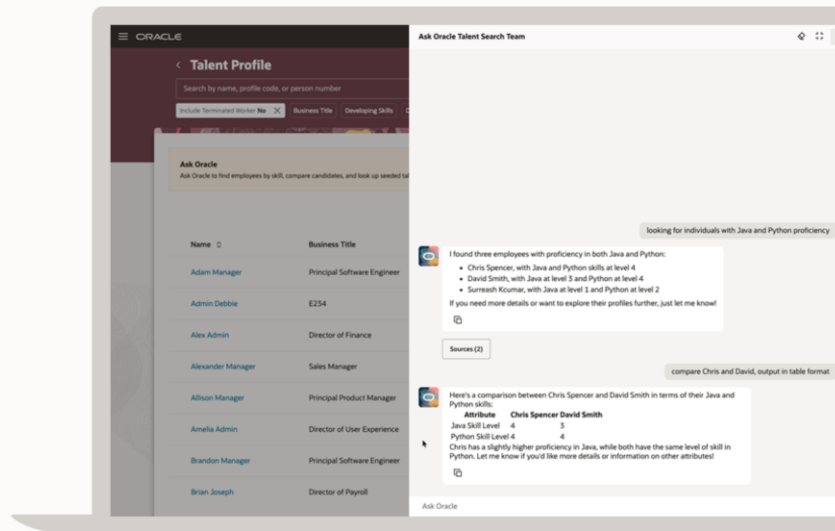 ORACLE
Talent Profile
Search by name, profile code, or person number
Include Terminated Worker No
Business Title
Developing Skills
Ask Oracle
Ask Oracle to find employees by skill, compare candidates, and look up seeded
Name
Business Title
Adam Manager
Principal Software Engineer
Admin Debbie
E234
Alex Admin
Director of Finance
Alexander Manager
Sales Manager
Allison Manager
Principal Product Manager
Amelia Admin
Director of User Experience
Brandon Manager
Principal Software Engineer
Brian Joseph
Director of Payroll
Ask Oracle Talent Search Team
looking for individuals with Java and Python proficiency
I found three employees with proficiency in both Java and Python:
• Chris Spencer, with Java and Python skills at level 4
• David Smith, with Java at level 3 and Python at level 4
• Surreash Kcumar, with Java at level 1 and Python at level 2
If you need more details or want to explore their profiles further, just let me know!
Sources (2)
compare Chris and David, output in table format
Here's a comparison between Chris Spencer and David Smith in terms of their Java and
Python skills:
Attribute Chris Spencer David Smith
Java Skill Level 4 3
Python Skill Level 4 4
Chris has a slightly higher proficiency in Java, while both have the same level of skill in
Python. Let me know if you'd like more details or information on other attributes!
Ask Oracle